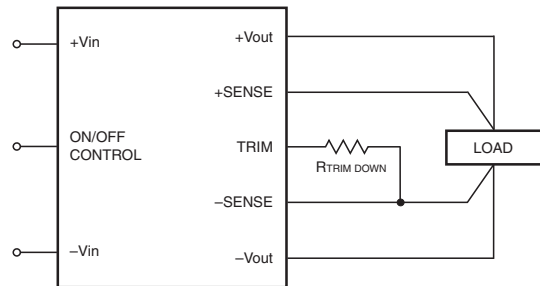 +Vin
ON/OFF
CONTROL
–Vin
+Vout
+SENSE
TRIM
–SENSE
–Vout
RTRIM DOWN
LOAD